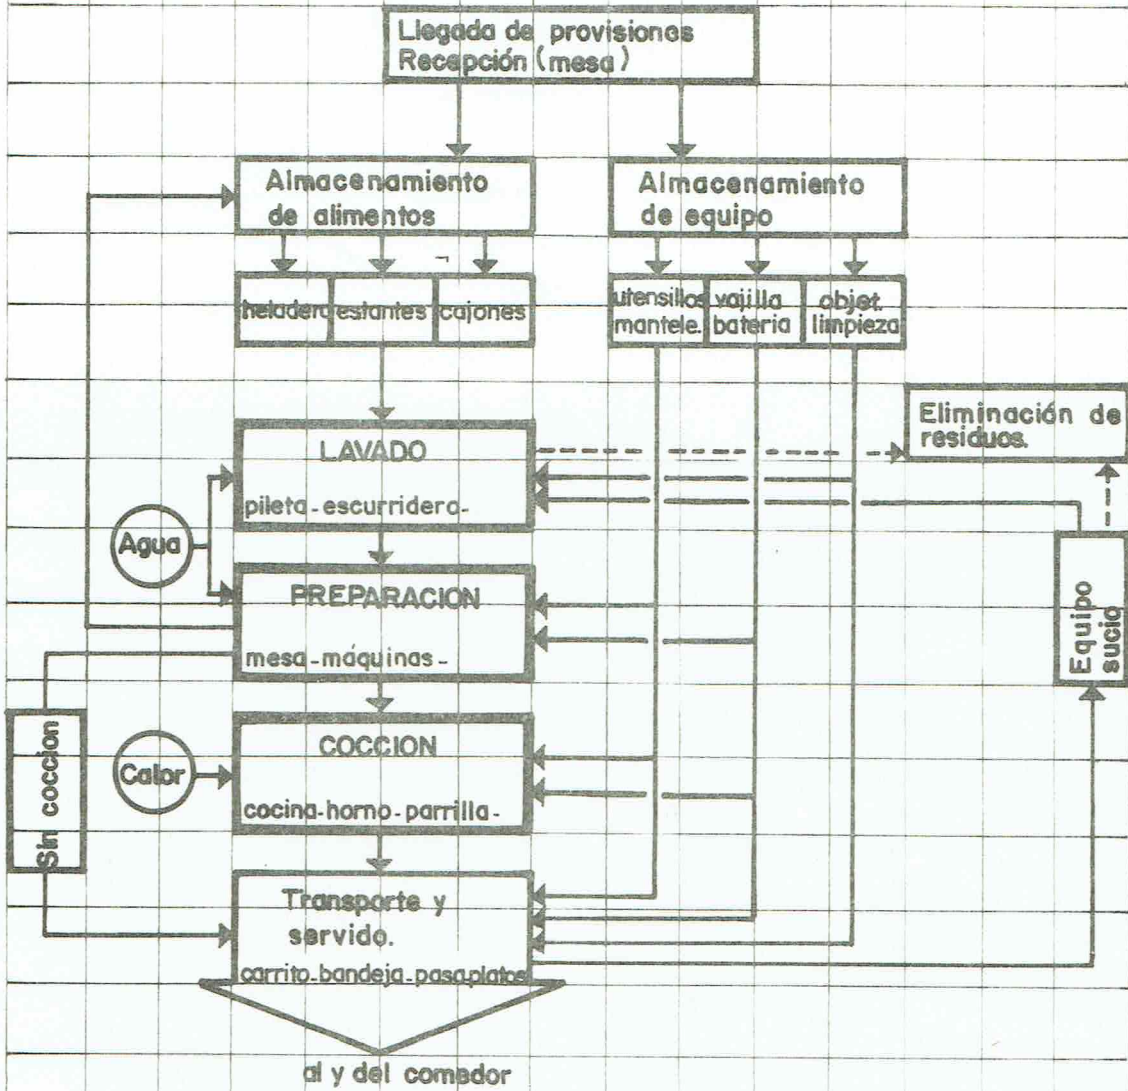 Llegada de provisiones
Recepción (mesa)
Almacenamiento
de alimentos
Almacenamiento
de equipo
heladera
estantes
cajones
utensillos
mantele.
vajilla
bateria
objet.
limpieza
Eliminación de
residuos.
LAVADO
pileta-escurridero-
Agua
PREPARACION
mesa-máquinas-
Equipo
sucio
Sin coccion
Calor
COCCION
cocina-horno-parrilla-
Transporte y
servido.
carrito-bandeja-pasaplatos
al y del comedor